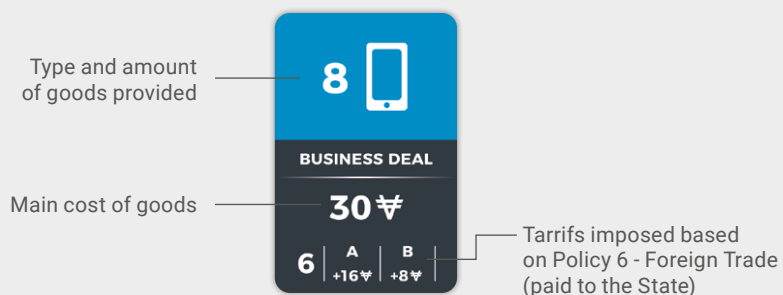 Type and amount
of goods provided
8
BUSINESS DEAL
Main cost of goods
30₩
6 A +16₩ B +8₩
Tarrifs imposed based
on Policy 6 - Foreign Trade
(paid to the State)